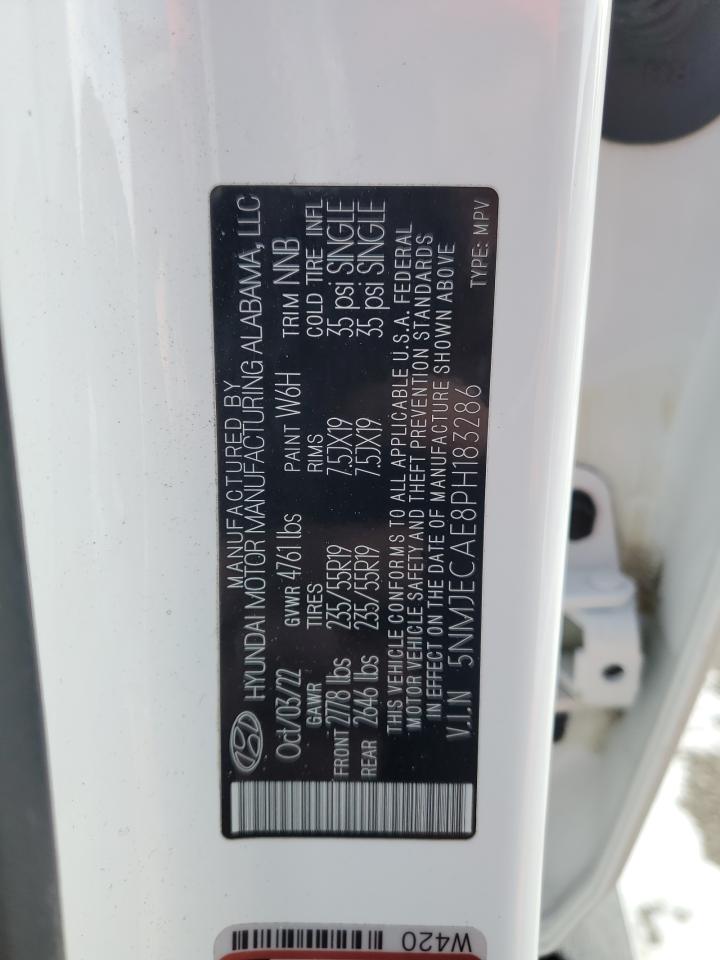 MANUFACTURED BY
HYUNDAI MOTOR MANUFACTURING ALABAMA, LLC
Oct/03/22 GVWR 4761 lbs PAINT W6H TRIM NNB
GAWR TIRES RIMS COLD TIRE INFL
FRONT 2778 lbs 235/55R19 7.5JX19 35 psi SINGLE
REAR 2646 lbs 235/55R19 7.5JX19 35 psi SINGLE
THIS VEHICLE CONFORMS TO ALL APPLICABLE U.S.A. FEDERAL
MOTOR VEHICLE SAFETY AND THEFT PREVENTION STANDARDS
IN EFFECT ON THE DATE OF MANUFACTURE SHOWN ABOVE
V.I.N 5NMJECAE8PH183286 TYPE: MPV
W420